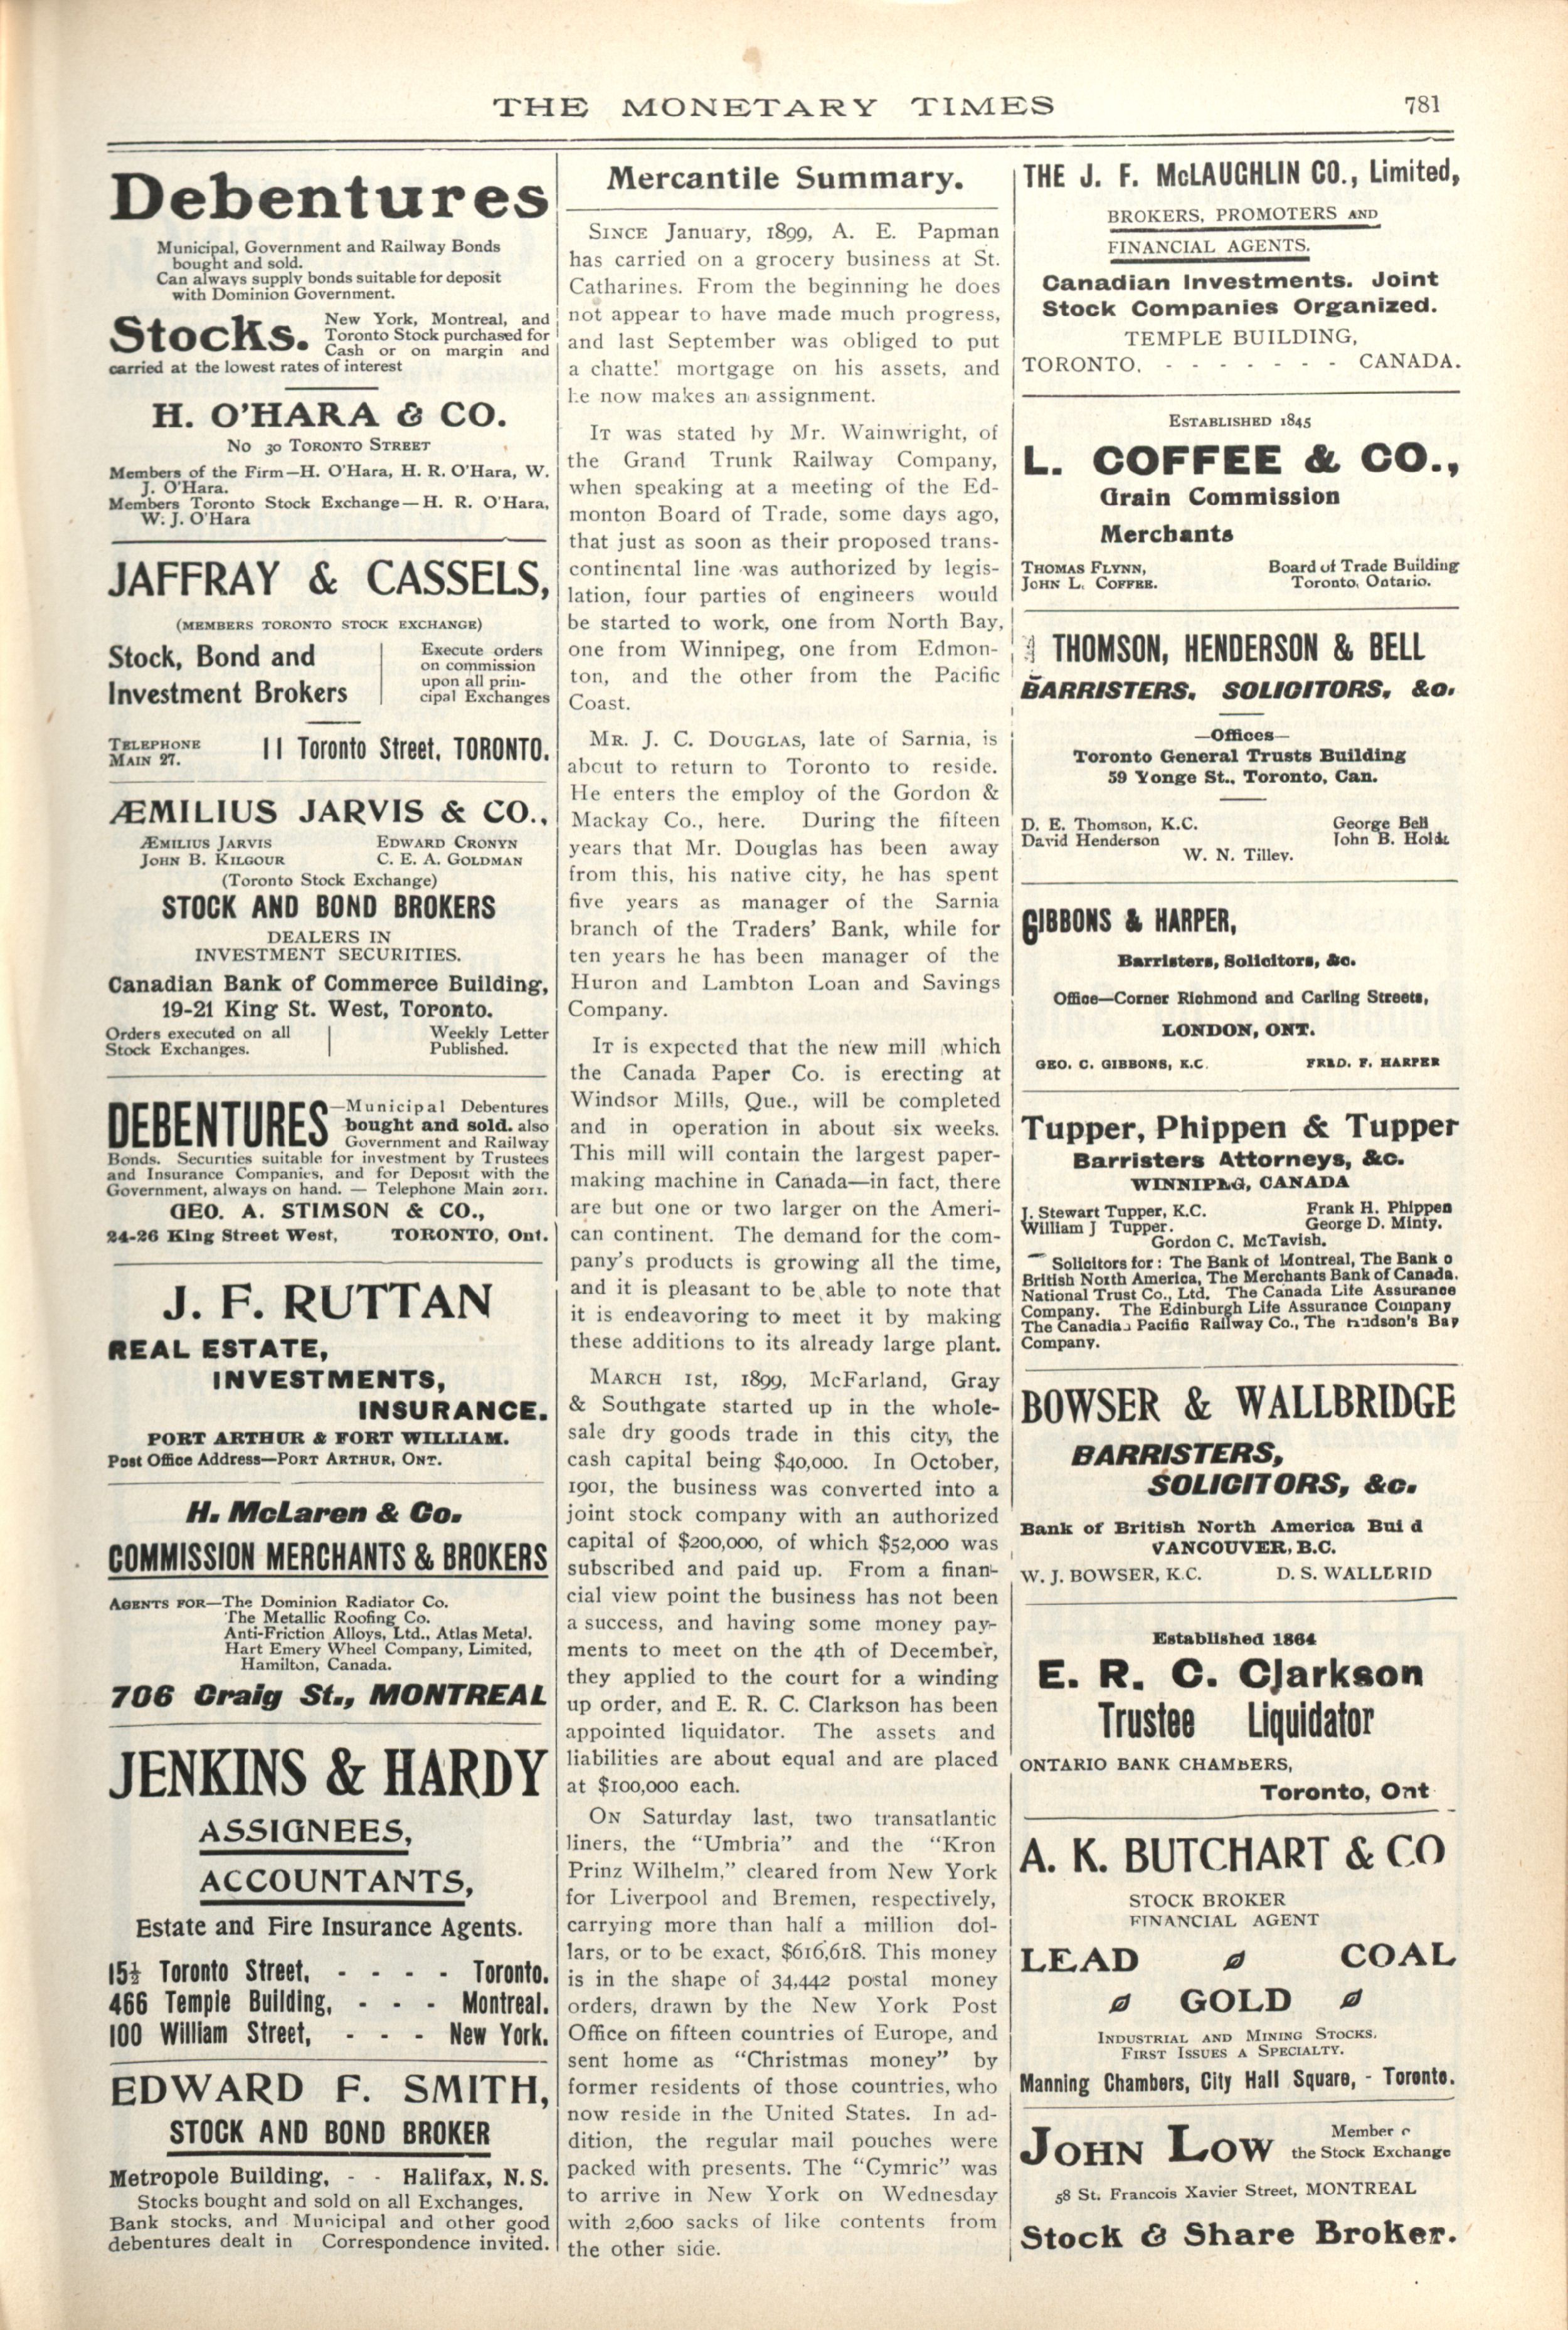 THE MONETARY TIMES 781
Debentures
Municipal, Government and Railway Bonds
bought and sold.
Can always supply bonds suitable for deposit
with Dominion Government.
Stocks. New York, Montreal, and
Toronto Stock purchased for
Cash or on margin and
carried at the lowest rates of interest
H. O'HARA & CO.
No 30 TORONTO STREET
Members of the Firm—H. O'Hara, H. R. O'Hara, W.
J. O'Hara.
Members Toronto Stock Exchange—H. R. O'Hara,
W. J. O'Hara
JAFFRAY & CASSELS,
(MEMBERS TORONTO STOCK EXCHANGE)
Stock, Bond and
Investment Brokers
Execute orders
on commission
upon all prin-
cipal Exchanges
TELEPHONE
MAIN 27.
11 Toronto Street, TORONTO.
ÆMILIUS JARVIS & CO.,
ÆMILIUS JARVIS EDWARD CRONYN
JOHN B. KILGOUR C. E. A. GOLDMAN
(Toronto Stock Exchange)
STOCK AND BOND BROKERS
DEALERS IN
INVESTMENT SECURITIES.
Canadian Bank of Commerce Building,
19-21 King St. West, Toronto.
Orders executed on all
Stock Exchanges.
Weekly Letter
Published.
DEBENTURES —Municipal Debentures
bought and sold. also
Government and Railway
Bonds. Securities suitable for investment by Trustees
and Insurance Companies, and for Deposit with the
Government, always on hand. — Telephone Main 2011.
GEO. A. STIMSON & CO.,
24-26 King Street West, TORONTO, Ont.
J. F. RUTTAN
REAL ESTATE,
INVESTMENTS,
INSURANCE.
PORT ARTHUR & FORT WILLIAM.
Post Office Address—PORT ARTHUR, ONT.
H. McLaren & Co.
COMMISSION MERCHANTS & BROKERS
AGENTS FOR—The Dominion Radiator Co.
The Metallic Roofing Co.
Anti-Friction Alloys, Ltd., Atlas Metal.
Hart Emery Wheel Company, Limited,
Hamilton, Canada.
706 Craig St., MONTREAL
JENKINS & HARDY
ASSIGNEES,
ACCOUNTANTS,
Estate and Fire Insurance Agents.
15½ Toronto Street, - - - - Toronto.
466 Temple Building, - - - Montreal.
100 William Street, - - - New York.
EDWARD F. SMITH,
STOCK AND BOND BROKER
Metropole Building, - - Halifax, N.S.
Stocks bought and sold on all Exchanges.
Bank stocks, and Municipal and other good
debentures dealt in Correspondence invited.
Mercantile Summary.
SINCE January, 1899, A. E. Papman
has carried on a grocery business at St.
Catharines. From the beginning he does
not appear to have made much progress,
and last September was obliged to put
a chattel mortgage on his assets, and
he now makes an assignment.
IT was stated by Mr. Wainwright, of
the Grand Trunk Railway Company,
when speaking at a meeting of the Ed-
monton Board of Trade, some days ago,
that just as soon as their proposed trans-
continental line was authorized by legis-
lation, four parties of engineers would
be started to work, one from North Bay,
one from Winnipeg, one from Edmon-
ton, and the other from the Pacific
Coast.
MR. J. C. DOUGLAS, late of Sarnia, is
about to return to Toronto to reside.
He enters the employ of the Gordon &
Mackay Co., here. During the fifteen
years that Mr. Douglas has been away
from this, his native city, he has spent
five years as manager of the Sarnia
branch of the Traders' Bank, while for
ten years he has been manager of the
Huron and Lambton Loan and Savings
Company.
IT is expected that the new mill which
the Canada Paper Co. is erecting at
Windsor Mills, Que., will be completed
and in operation in about six weeks.
This mill will contain the largest paper-
making machine in Canada—in fact, there
are but one or two larger on the Ameri-
can continent. The demand for the com-
pany's products is growing all the time,
and it is pleasant to be able to note that
it is endeavoring to meet it by making
these additions to its already large plant.
MARCH 1st, 1899, McFarland, Gray
& Southgate started up in the whole-
sale dry goods trade in this city, the
cash capital being $40,000. In October,
1901, the business was converted into a
joint stock company with an authorized
capital of $200,000, of which $52,000 was
subscribed and paid up. From a finan-
cial view point the business has not been
a success, and having some money pay-
ments to meet on the 4th of December,
they applied to the court for a winding
up order, and E. R. C. Clarkson has been
appointed liquidator. The assets and
liabilities are about equal and are placed
at $100,000 each.
ON Saturday last, two transatlantic
liners, the "Umbria" and the "Kron
Prinz Wilhelm," cleared from New York
for Liverpool and Bremen, respectively,
carrying more than half a million dol-
lars, or to be exact, $616,618. This money
is in the shape of 34,442 postal money
orders, drawn by the New York Post
Office on fifteen countries of Europe, and
sent home as "Christmas money" by
former residents of those countries, who
now reside in the United States. In ad-
dition, the regular mail pouches were
packed with presents. The "Cymric" was
to arrive in New York on Wednesday
with 2,600 sacks of like contents from
the other side.
THE J. F. McLAUGHLIN CO., Limited,
BROKERS, PROMOTERS AND
FINANCIAL AGENTS.
Canadian Investments. Joint
Stock Companies Organized.
TEMPLE BUILDING,
TORONTO. - - - - - - - CANADA.
ESTABLISHED 1845
L. COFFEE & CO.,
Grain Commission
Merchants
THOMAS FLYNN,
JOHN L. COFFEE.
Board of Trade Building
Toronto, Ontario.
THOMSON, HENDERSON & BELL
BARRISTERS, SOLICITORS, &c.
—Offices—
Toronto General Trusts Building
59 Yonge St., Toronto, Can.
D. E. Thomson, K.C. George Bell
David Henderson John B. Holde
W. N. Tilley.
GIBBONS & HARPER,
Barristers, Solicitors, &c.
Office—Corner Richmond and Carling Streets,
LONDON, ONT.
GEO. C. GIBBONS, K.C. FRED. F. HARPER
Tupper, Phippen & Tupper
Barristers Attorneys, &c.
WINNIPEG, CANADA
J. Stewart Tupper, K.C. Frank H. Phippen
William J Tupper. George D. Minty.
Gordon C. McTavish.
Solicitors for: The Bank of Montreal, The Bank o
British North America, The Merchants Bank of Canada.
National Trust Co., Ltd. The Canada Life Assurance
Company. The Edinburgh Life Assurance Company
The Canadian Pacific Railway Co., The Hudson's Bay
Company.
BOWSER & WALLBRIDGE
BARRISTERS,
SOLICITORS, &c.
Bank of British North America Bui d
VANCOUVER, B.C.
W. J. BOWSER, K.C. D. S. WALLBRID
Established 1864
E. R. C. Clarkson
Trustee Liquidator
ONTARIO BANK CHAMBERS,
Toronto, Ont
A. K. BUTCHART & CO
STOCK BROKER
FINANCIAL AGENT
LEAD COAL
GOLD
INDUSTRIAL AND MINING STOCKS.
FIRST ISSUES A SPECIALTY.
Manning Chambers, City Hall Square, - Toronto.
JOHN LOW Member
the Stock Exchange
58 St. Francois Xavier Street, MONTREAL
Stock & Share Broker.